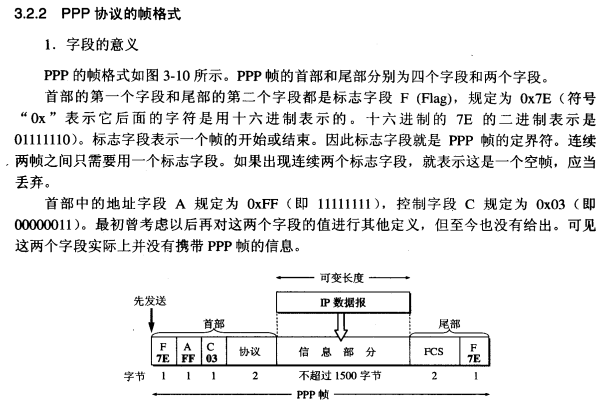 3.2.2 PPP 协议的帧格式
1. 字段的意义
PPP 的帧格式如图 3-10 所示。PPP 帧的首部和尾部分别为四个字段和两个字段。
首部的第一个字段和尾部的第二个字段都是标志字段 F (Flag)，规定为 0x7E（符号
“0x”表示它后面的字符是用十六进制表示的。十六进制的 7E 的二进制表示是
01111110）。标志字段表示一个帧的开始或结束。因此标志字段就是 PPP 帧的定界符。连续
两帧之间只需要用一个标志字段。如果出现连续两个标志字段，就表示这是一个空帧，应当
丢弃。
首部中的地址字段 A 规定为 0xFF（即 11111111），控制字段 C 规定为 0x03（即
00000011）。最初曾考虑以后再对这两个字段的值进行其他定义，但至今也没有给出。可见
这两个字段实际上并没有携带 PPP 帧的信息。
可变长度
先发送
IP 数据报
首部
尾部
F A C 协议 信 息 部 分 FCS F
7E FF 03 7E
字节 1 1 1 2 不超过 1500 字节 2 1
PPP 帧